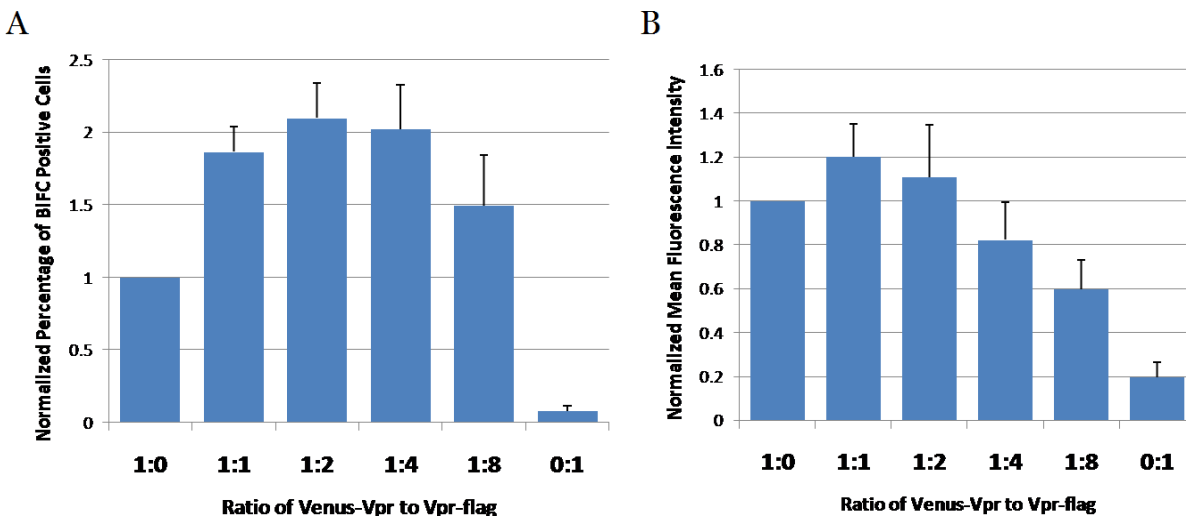 A
Normalized Percentage of BIFC Positive Cells
2.5
2
1.5
1
0.5
0
1:0 1:1 1:2 1:4 1:8 0:1
Ratio of Venus-Vpr to Vpr-flag
B
Normalized Mean Fluorescence Intensity
1.6
1.4
1.2
1
0.8
0.6
0.4
0.2
0
1:0 1:1 1:2 1:4 1:8 0:1
Ratio of Venus-Vpr to Vpr-flag